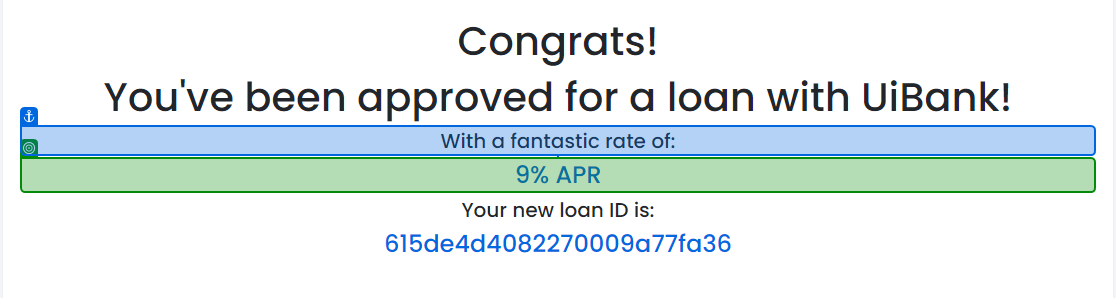 Congrats!
You've been approved for a loan with UiBank!
With a fantastic rate of:
9% APR
Your new loan ID is:
615de4d4082270009a77fa36